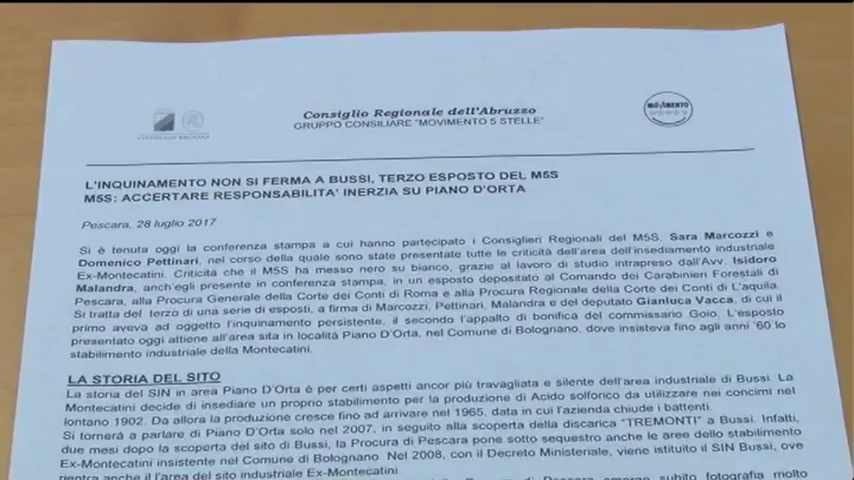 Consiglio Regionale dell'Abruzzo
GRUPPO CONSILIARE "MOVIMENTO 5 STELLE"
MOVIMENTO
L'INQUINAMENTO NON SI FERMA A BUSSI, TERZO ESPOSTO DEL M5S
M5S: ACCERTARE RESPONSABILITA' INERZIA SU PIANO D'ORTA
Pescara, 28 luglio 2017
Si è tenuta oggi la conferenza stampa a cui hanno partecipato i Consiglieri Regionali del M5S, Sara Marcozzi e
Domenico Pettinari, nel corso della quale sono state presentate tutte le criticità dell'area dell'insediamento industriale
Ex-Montecatini. Criticità che il M5S ha messo nero su bianco, grazie al lavoro di studio intrapreso dall'Avv. Isidoro
Malandra, anch'egli presente in conferenza stampa, in un esposto depositato al Comando dei Carabinieri Forestali di
Pescara, alla Procura Generale della Corte dei Conti di Roma e alla Procura Regionale della Corte dei Conti di L'aquila.
Si tratta del terzo di una serie di esposti, a firma di Marcozzi, Pettinari, Malandra e del deputato Gianluca Vacca, di cui il
primo aveva ad oggetto l'inquinamento persistente, il secondo l'appalto di bonifica del commissario Goio. L'esposto
presentato oggi attiene all'area sita in località Piano D'Orta, nel Comune di Bolognano, dove insisteva fino agli anni '60 lo
stabilimento industriale della Montecatini.
LA STORIA DEL SITO
La storia del SIN in area Piano D'Orta è per certi aspetti ancor più travagliata e silente dell'area industriale di Bussi. La
Montecatini decide di insediare un proprio stabilimento per la produzione di Acido solforico da utilizzare nei concimi nel
lontano 1902. Da allora la produzione cresce fino ad arrivare nel 1965, data in cui l'azienda chiude i battenti.
Si tornerà a parlare di Piano D'Orta solo nel 2007, in seguito alla scoperta della discarica "TREMONTI" a Bussi. Infatti,
due mesi dopo la scoperta del sito di Bussi, la Procura di Pescara pone sotto sequestro anche le aree dello stabilimento
Ex-Montecatini insistente nel Comune di Bolognano. Nel 2008, con il Decreto Ministeriale, viene istituito il SIN Bussi, ove
rientra anche il l'area del sito industriale Ex-Montecatini.
di Pescara emerge subito fotografia molto